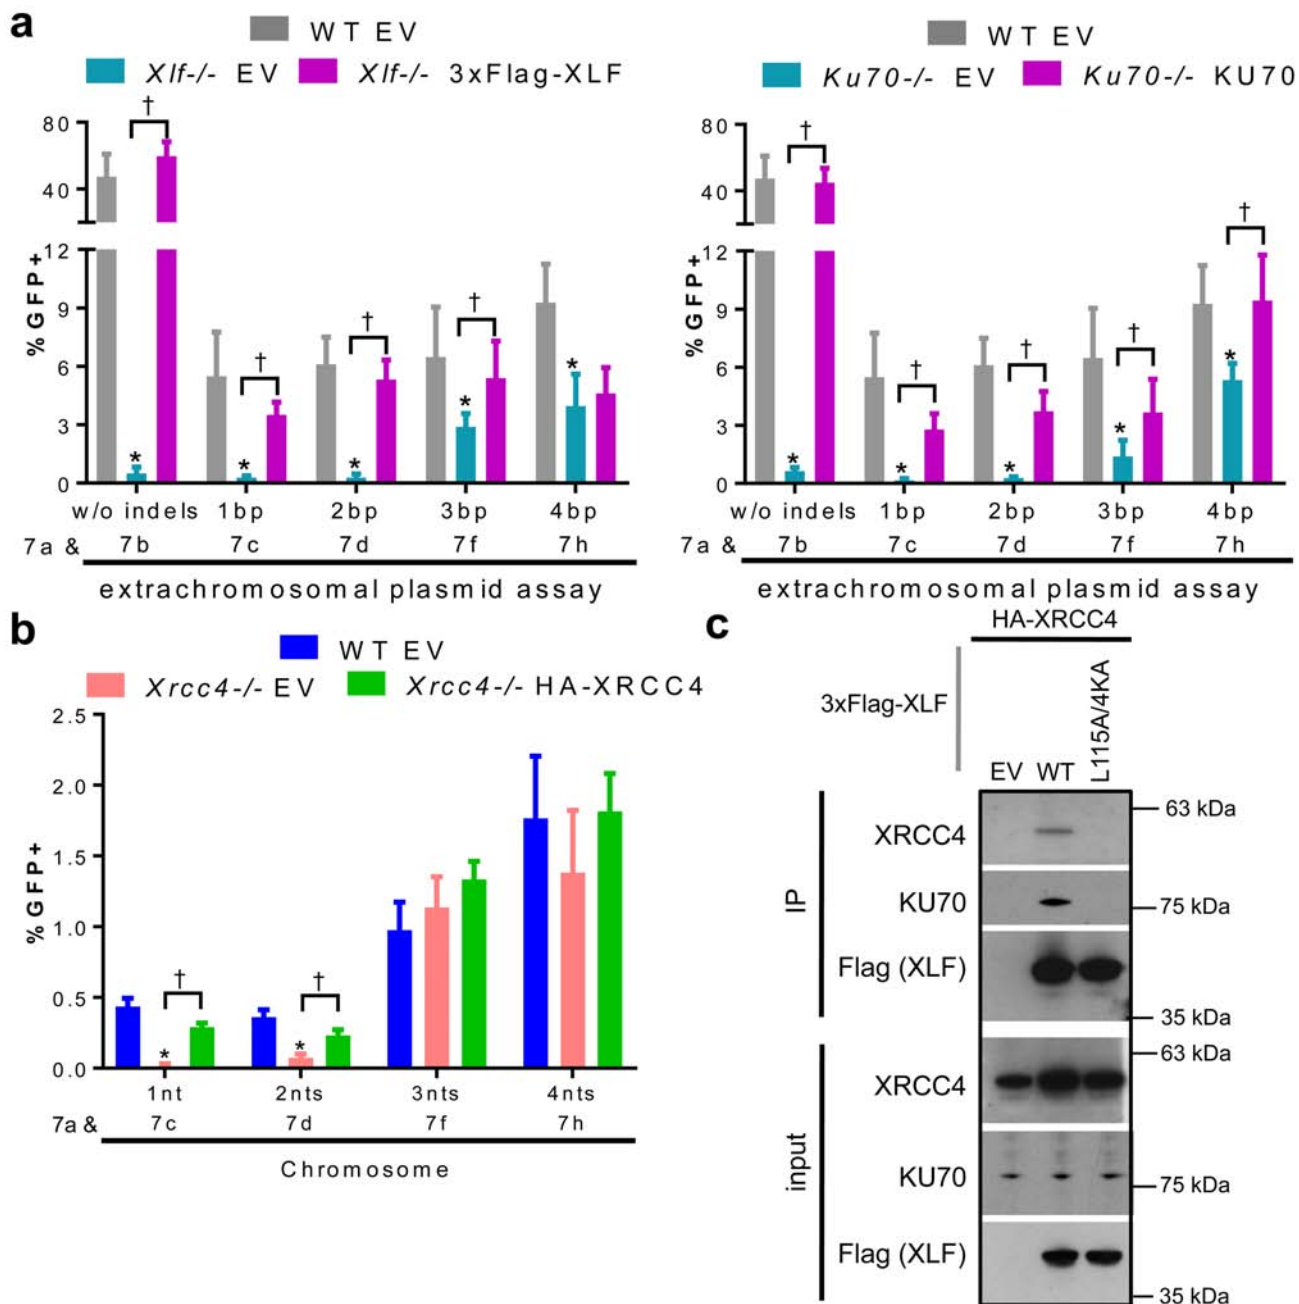 a
WT EV
Xlf-/- EV Xlf-/- 3xFlag-XLF
%GFP+
80
40
12
9
6
3
0
†
†
†
†
*
*
*
*
*
w/o indels 1bp 2bp 3bp 4bp
7a & 7b 7c 7d 7f 7h
extrachromosomal plasmid assay
WT EV
Ku70-/- EV Ku70-/- KU70
%GFP+
80
40
12
9
6
3
0
†
†
†
†
†
*
*
*
*
*
w/o indels 1bp 2bp 3bp 4bp
7a & 7b 7c 7d 7f 7h
extrachromosomal plasmid assay
b
WT EV
Xrcc4-/- EV Xrcc4-/- HA-XRCC4
%GFP+
2.5
2.0
1.5
1.0
0.5
0.0
†
†
*
*
1nt 2nts 3nts 4nts
7a & 7c 7d 7f 7h
Chromosome
c
HA-XRCC4
3xFlag-XLF
EV WT L115A/4KA
IP
XRCC4 63 kDa
KU70 75 kDa
Flag (XLF)
35 kDa
input
63 kDa
XRCC4
KU70 75 kDa
Flag (XLF)
35 kDa